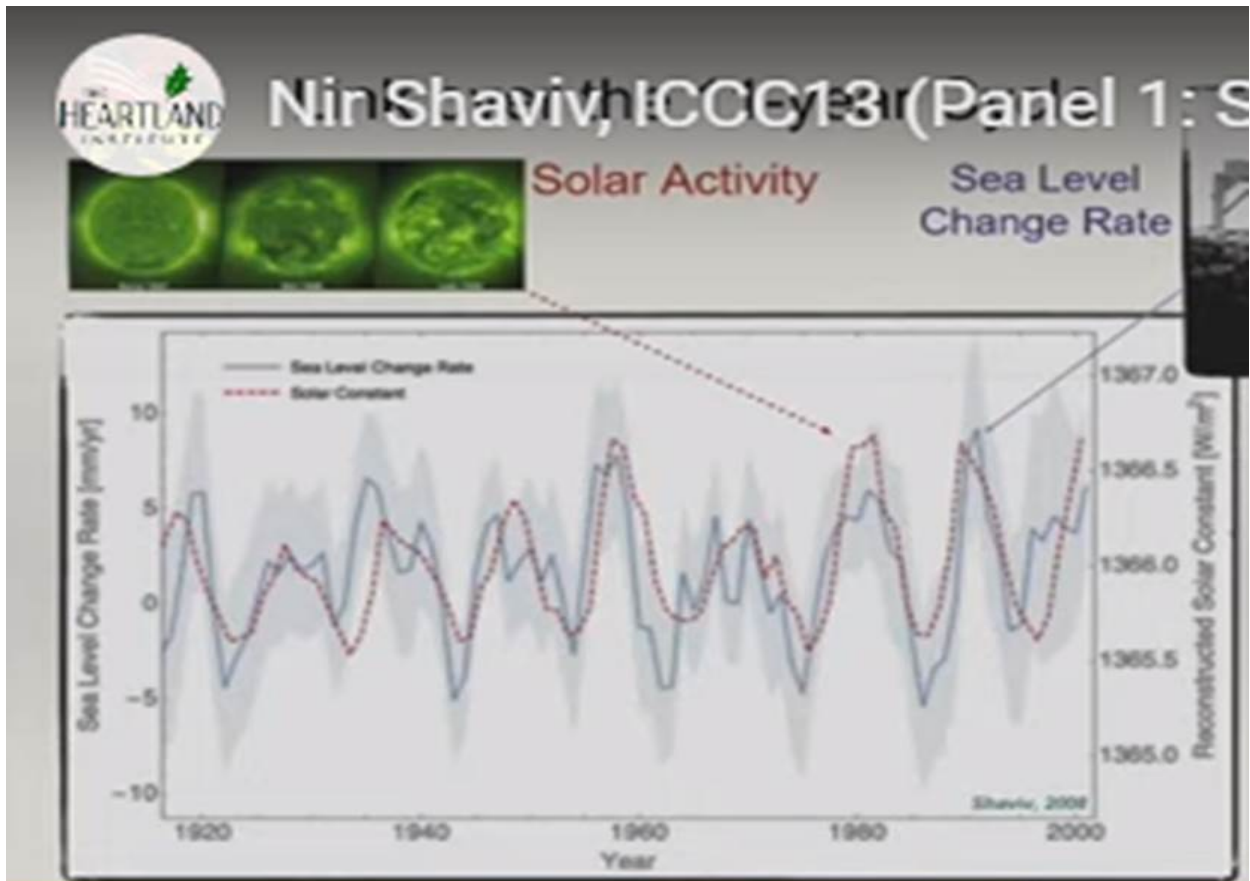 HEARTLAND
INSTITUTE
Nir Shaviv, ICCC13 (Panel 1: S
Solar Activity
Sea Level
Change Rate
Sea Level Change Rate
Solar Constant
Sea Level Change Rate [mm/yr]
10
5
0
-5
-10
1367.0
1366.5
1366.0
1365.5
1365.0
Reconstructed Solar Constant [W/m²]
Shaviv, 2008
1920
1940
1960
1980
2000
Year